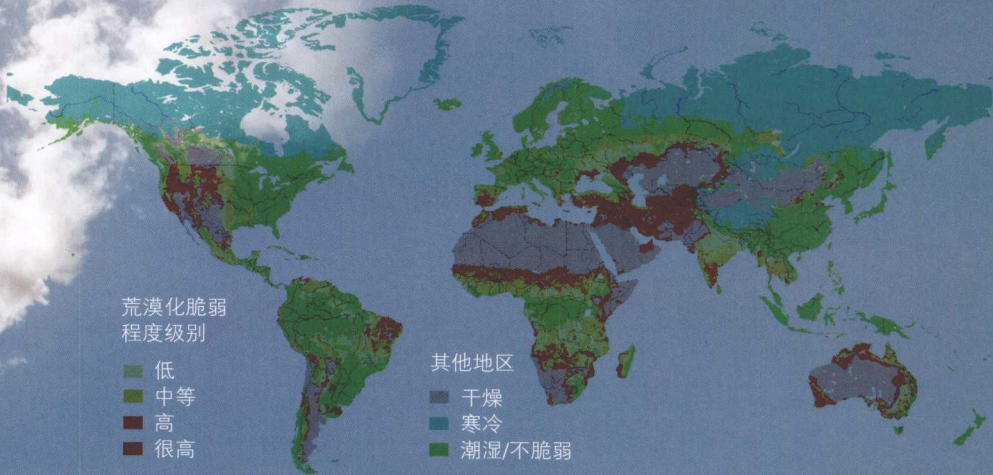 荒漠化脆弱
程度级别
低
中等
高
很高
其他地区
干燥
寒冷
潮湿/不脆弱